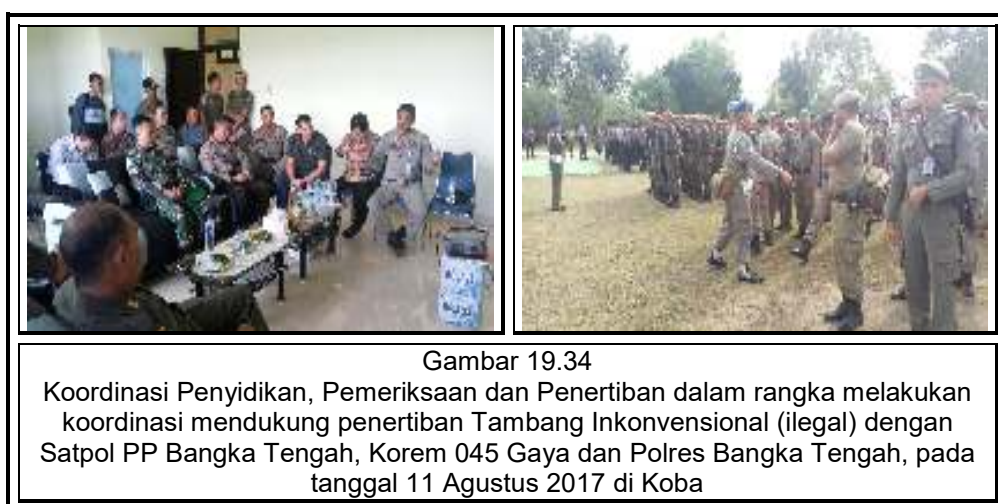 Gambar 19.34
Koordinasi Penyidikan, Pemeriksaan dan Penertiban dalam rangka melakukan
koordinasi mendukung penertiban Tambang Inkonvensional (ilegal) dengan
Satpol PP Bangka Tengah, Korem 045 Gaya dan Polres Bangka Tengah, pada
tanggal 11 Agustus 2017 di Koba